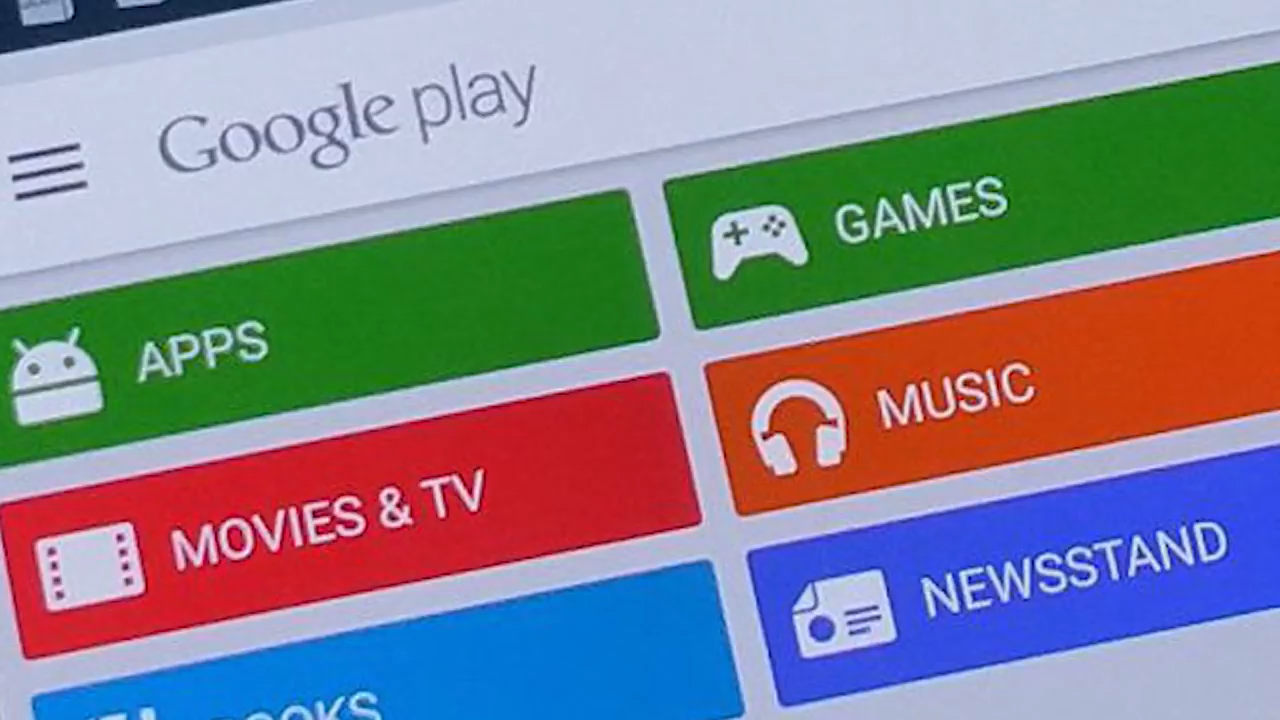 Google play
APPS
GAMES
MOVIES & TV
MUSIC
NEWSSTAND